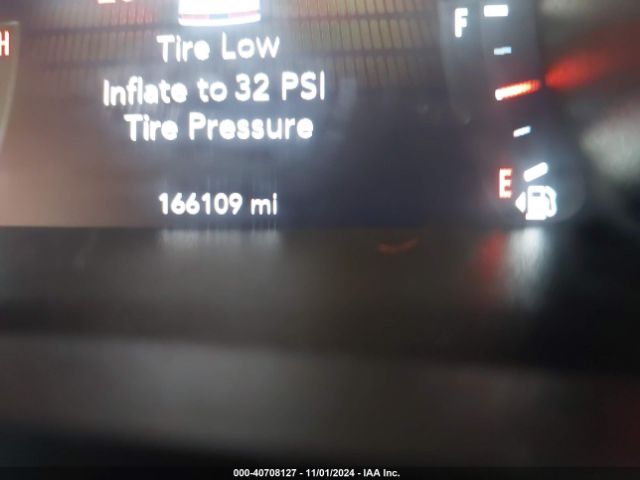 H
F
Tire Low
Inflate to 32 PSI
Tire Pressure
E
166109 mi
000-40708127 - 11/01/2024 - IAA Inc.